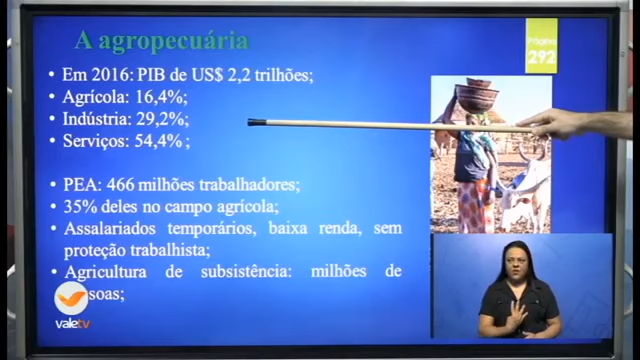 A agropecuária
Página
292
• Em 2016: PIB de US$ 2,2 trilhões;
• Agrícola: 16,4%;
• Indústria: 29,2%;
• Serviços: 54,4% ;
• PEA: 466 milhões trabalhadores;
• 35% deles no campo agrícola;
• Assalariados temporários, baixa renda, sem
proteção trabalhista;
• Agricultura de subsistência: milhões de
soas;
valetv